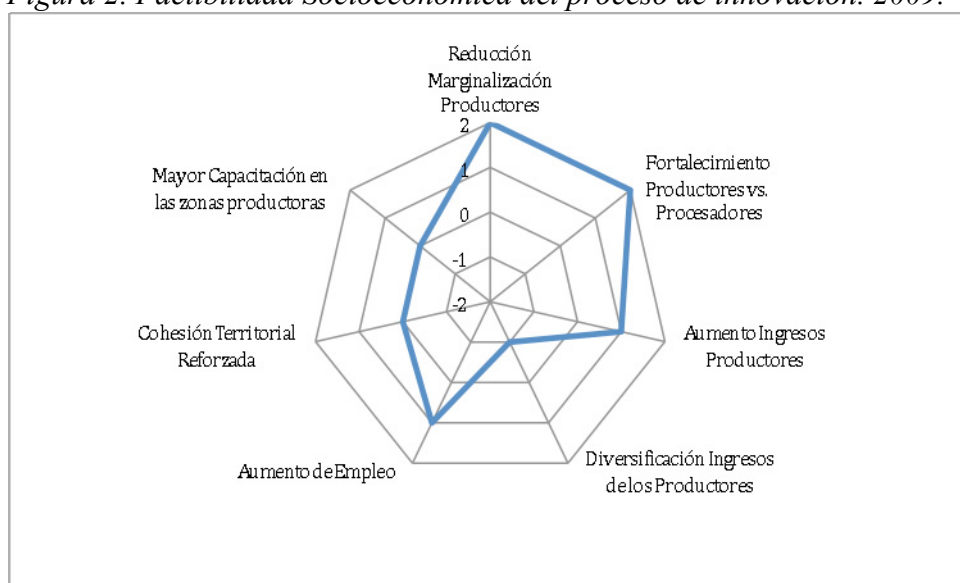 Figura 2. Factibilidad Socioeconómica del proceso de innovación. 2009.
Reducción
Marginalización
Productores
2
1
0
-1
-2
Fortalecimiento
Productores vs.
Procesadores
Aumento Ingresos
Productores
Diversificación Ingresos
de los Productores
Aumento de Empleo
Cohesión Territorial
Reforzada
Mayor Capacitación en
las zonas productoras